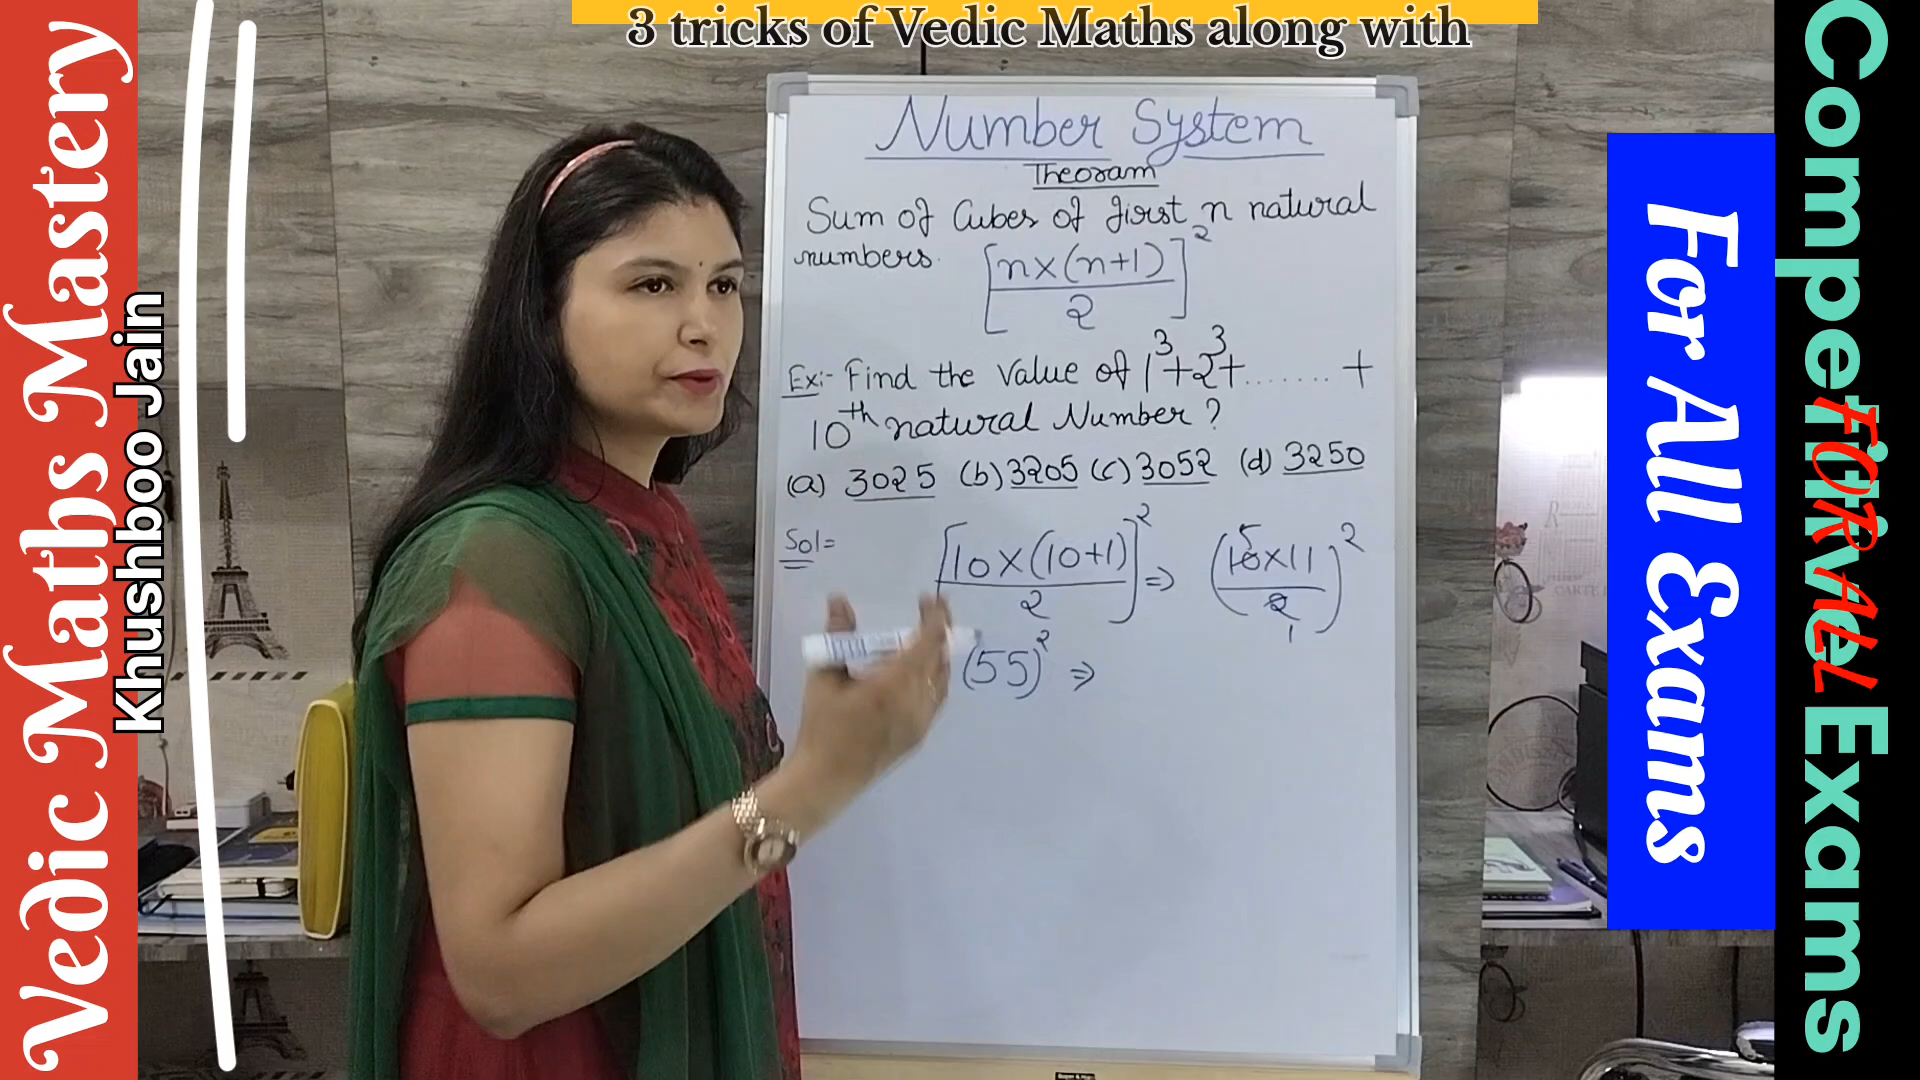 3 tricks of Vedic Maths along with
Vedic Maths Mastery
Khushboo Jain
Number System
Theoram
Sum of Cubes of first n natural
numbers. [n×(n+1)/2]²
Ex:- Find the value of 1³+2³+.......+
10th natural Number?
(a) 3025 (b) 3205 (c) 3052 (d) 3250
Sol=
[10×(10+1)/2]² ⇒ (10×11/2)²
5
1
(55)² ⇒
For All Exams
Competitive Exams
FOR ALL